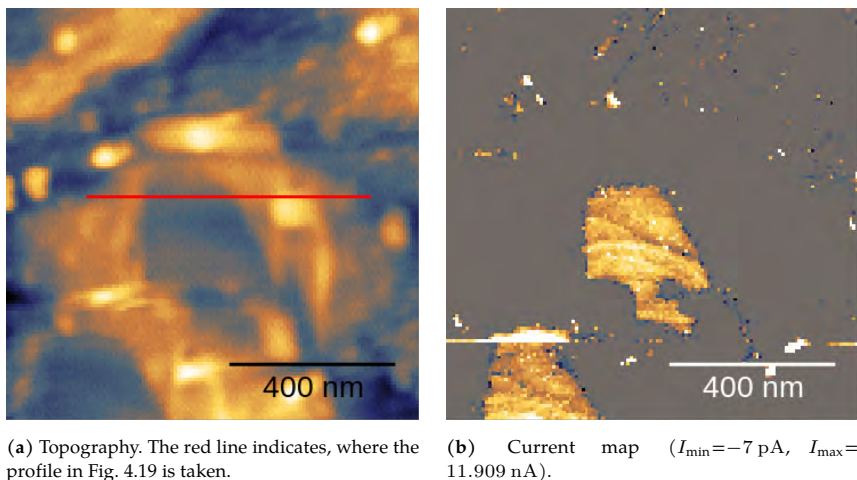 400 nm
400 nm
(a) Topography. The red line indicates, where the
profile in Fig. 4.19 is taken.
(b) Current map (Imin=−7 pA, Imax=
11.909 nA).